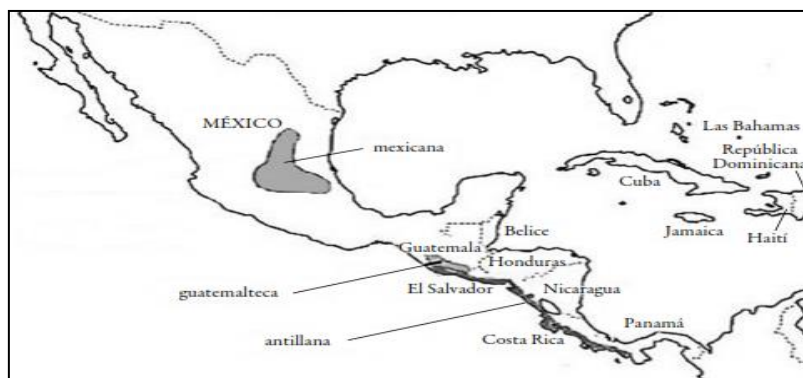 MÉXICO
mexicana
Las Bahamas
República
Dominicana
Cuba
Jamaica
Haití
Belice
Guatemala
Honduras
guatemalteca
El Salvador
Nicaragua
antillana
Costa Rica
Panamá